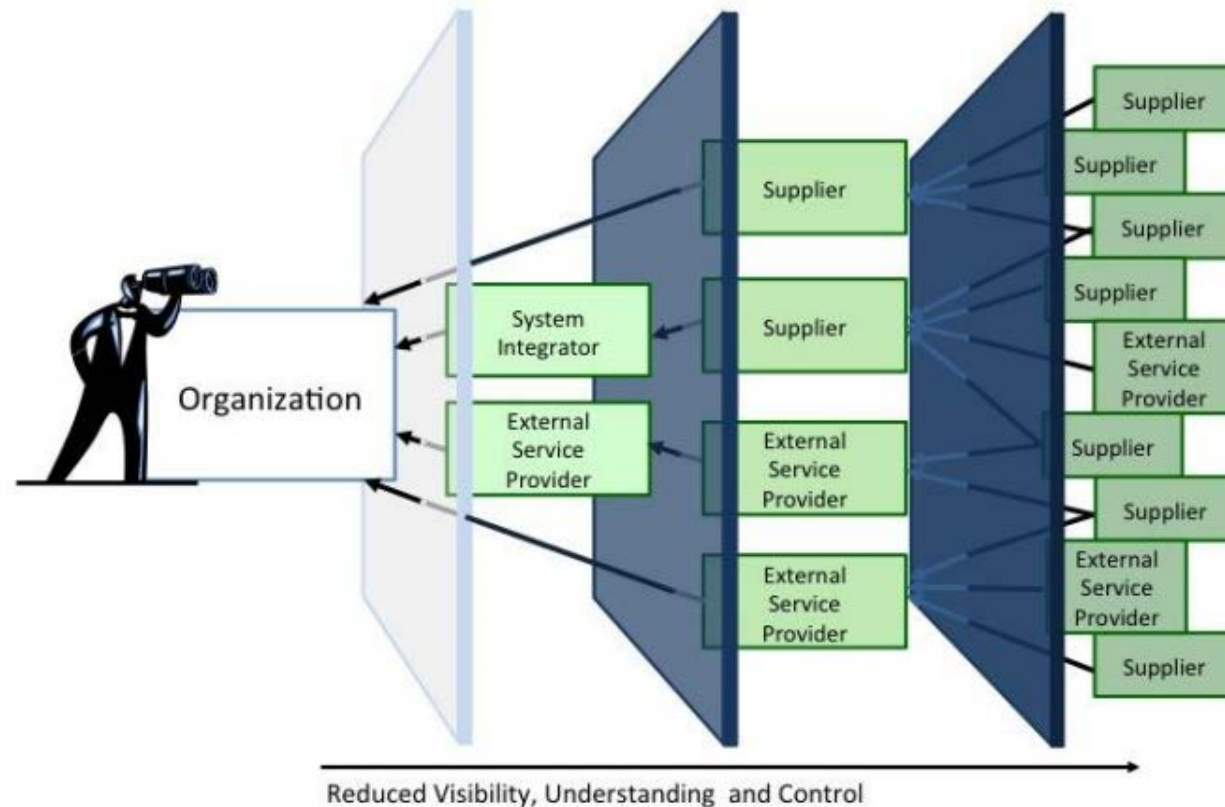 Organization
System
Integrator
External
Service
Provider
Supplier
Supplier
External
Service
Provider
External
Service
Provider
Supplier
Supplier
Supplier
Supplier
External
Service
Provider
Supplier
Supplier
External
Service
Provider
Supplier
Reduced Visibility, Understanding and Control